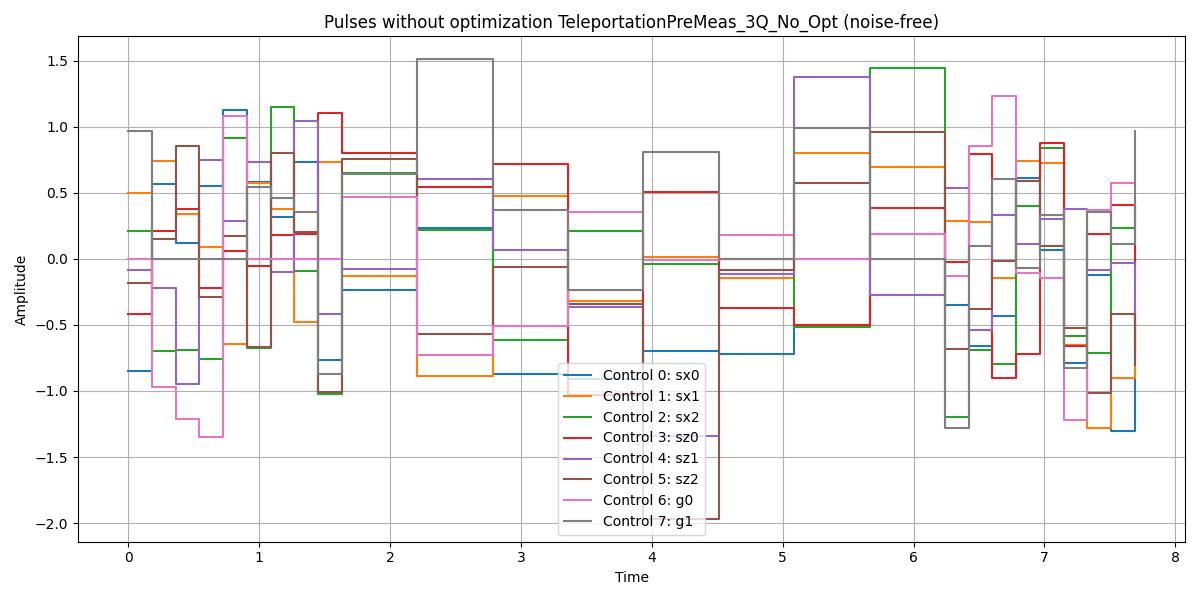 Pulses without optimization TeleportationPreMeas_3Q_No_Opt (noise-free)
1.5
1.0
0.5
0.0
−0.5
−1.0
−1.5
−2.0
Amplitude
Control 0: sx0
Control 1: sx1
Control 2: sx2
Control 3: sz0
Control 4: sz1
Control 5: sz2
Control 6: g0
Control 7: g1
0 1 2 3 4 5 6 7 8
Time